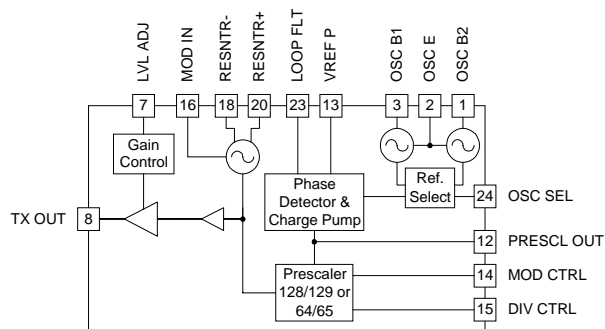 LVL ADJ
MOD IN
RESNTR-
RESNTR+
LOOP FLT
VREF P
OSC B1
OSC E
OSC B2
7
16
18
20
23
13
3
2
1
Gain
Control
Phase
Detector &
Charge Pump
Ref.
Select
24
OSC SEL
TX OUT
8
12
PRESCL OUT
Prescaler
128/129 or
64/65
14
MOD CTRL
15
DIV CTRL